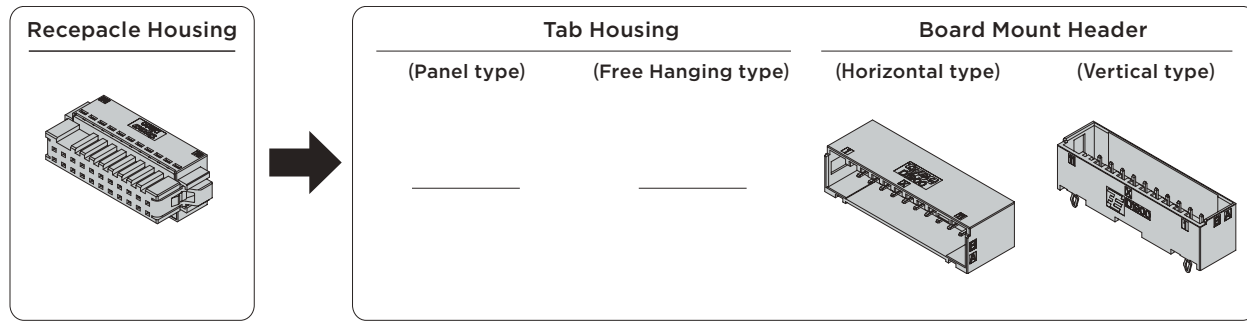 Recepacle Housing
Tab Housing
Board Mount Header
(Panel type)
(Free Hanging type)
(Horizontal type)
(Vertical type)